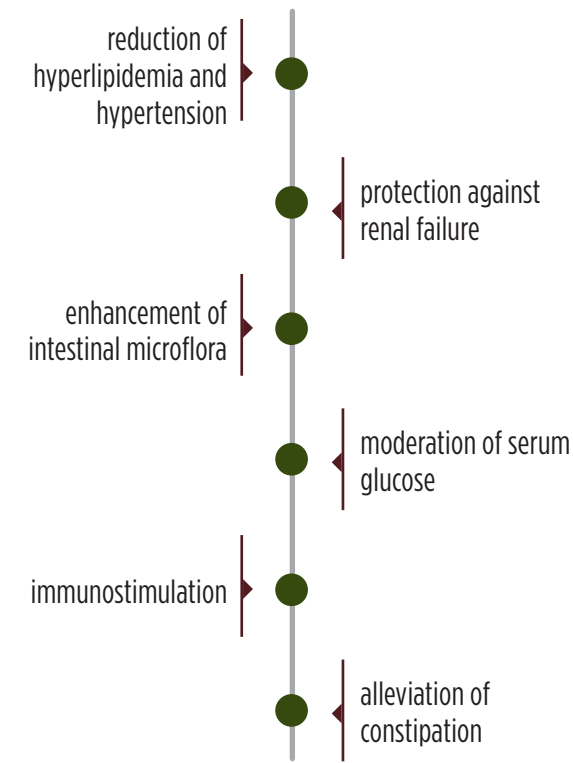 reduction of
hyperlipidemia and
hypertension
protection against
renal failure
enhancement of
intestinal microflora
moderation of serum
glucose
immunostimulation
alleviation of
constipation